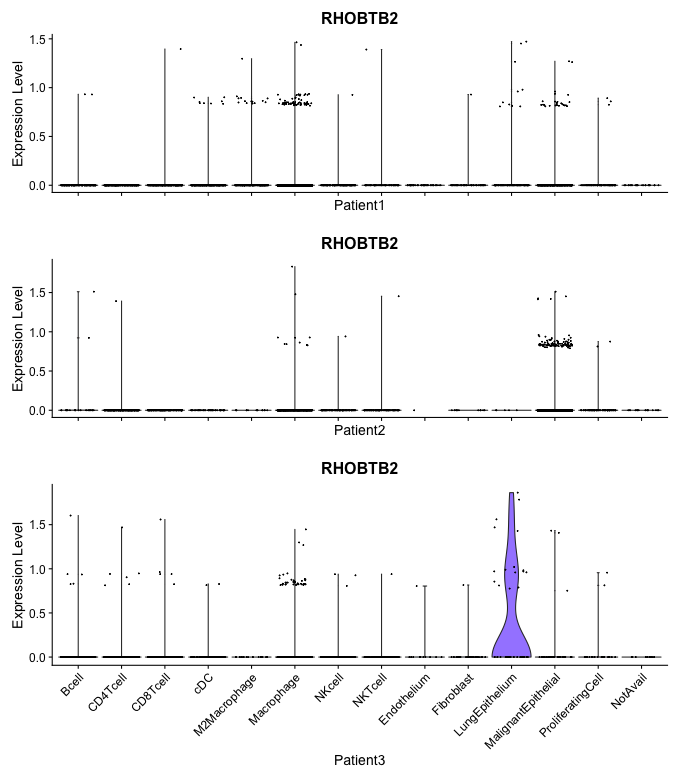 RHOBTB2
Expression Level
1.5
1.0
0.5
0.0
Patient1
RHOBTB2
Expression Level
1.5
1.0
0.5
0.0
Patient2
RHOBTB2
Expression Level
1.5
1.0
0.5
0.0
Bcell
CD4Tcell
CD8Tcell
cDC
M2Macrophage
Macrophage
NKcell
NKTcell
Endothelium
Fibroblast
LungEpithelium
MalignantEpithelial
ProliferatingCell
NotAvail
Patient3